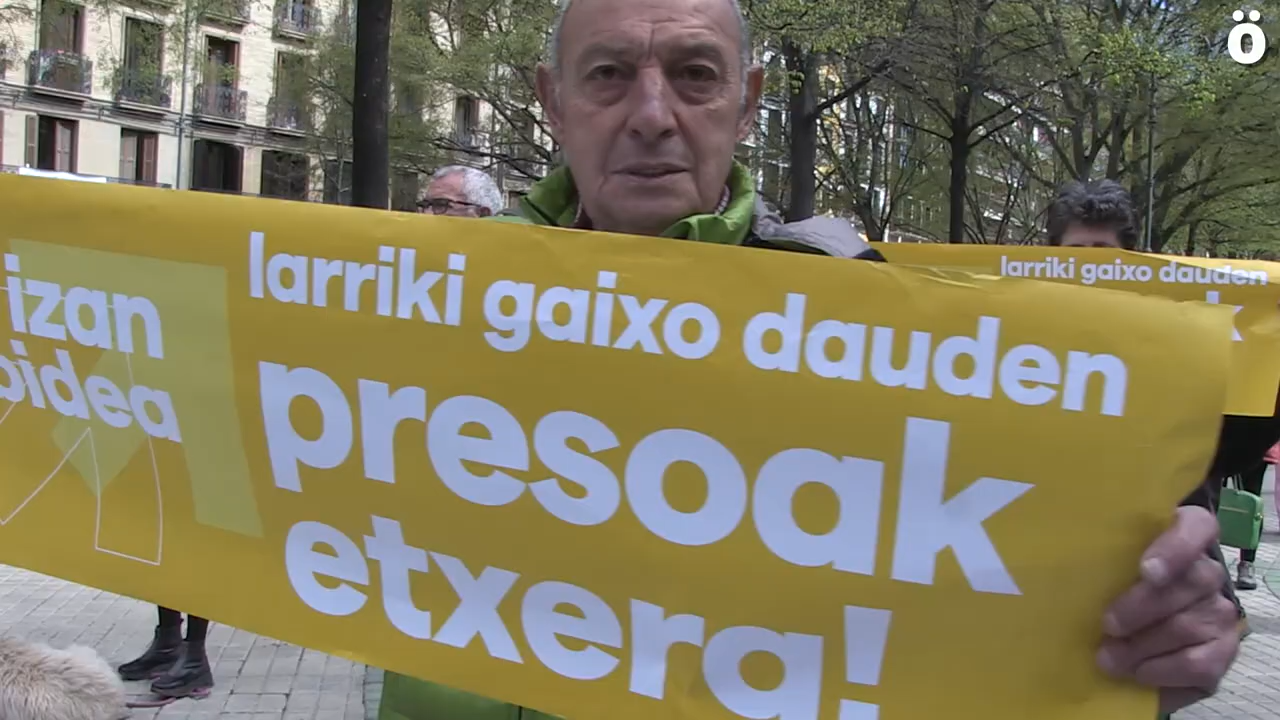 izan
bidea
larriki gaixo dauden
presoak
etxera!
larriki gaixo dauden
k
ö